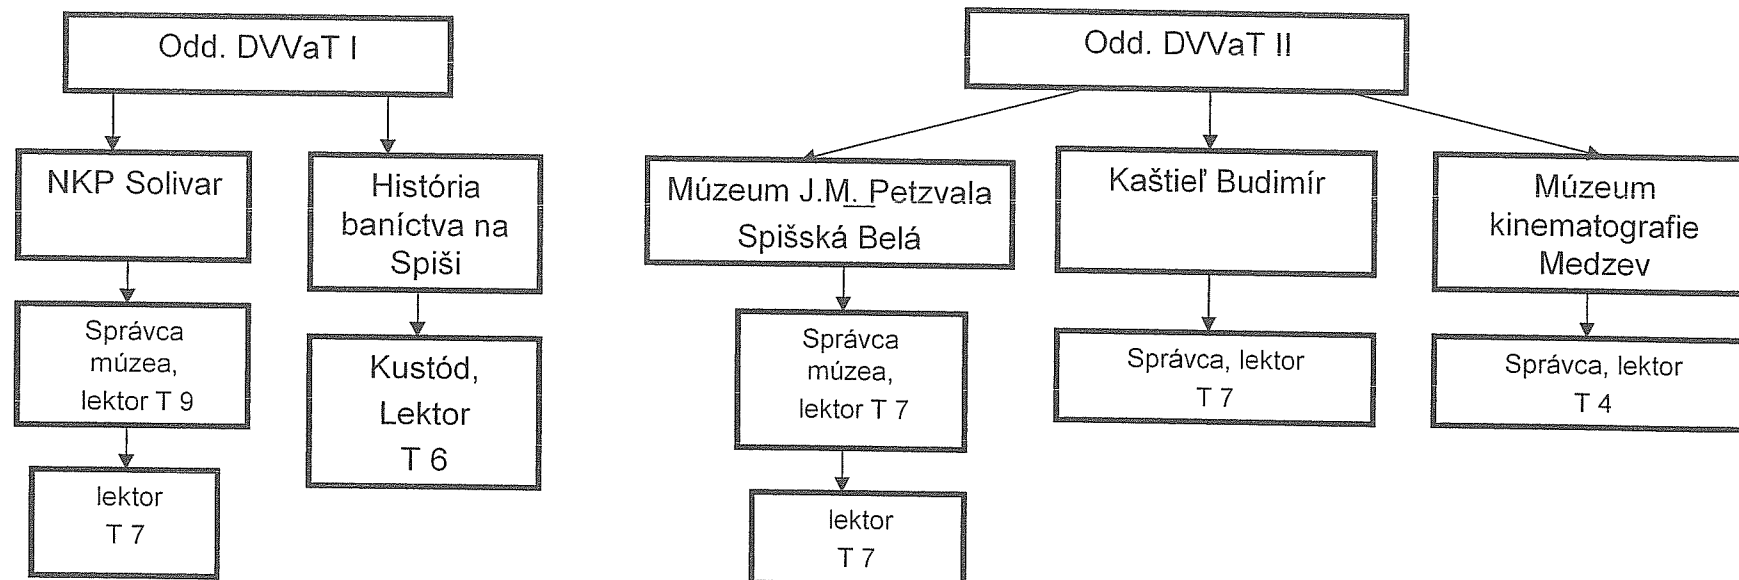 Odd. DVVaT I
NKP Solivar
História
baníctva na
Spiši
Správca
múzea,
lektor T 9
Kustód,
Lektor
T 6
lektor
T 7
Odd. DVVaT II
Múzeum J.M. Petzvala
Spišská Belá
Kaštieľ Budimír
Múzeum
kinematografie
Medzev
Správca
múzea,
lektor T 7
Správca, lektor
T 7
Správca, lektor
T 4
lektor
T 7